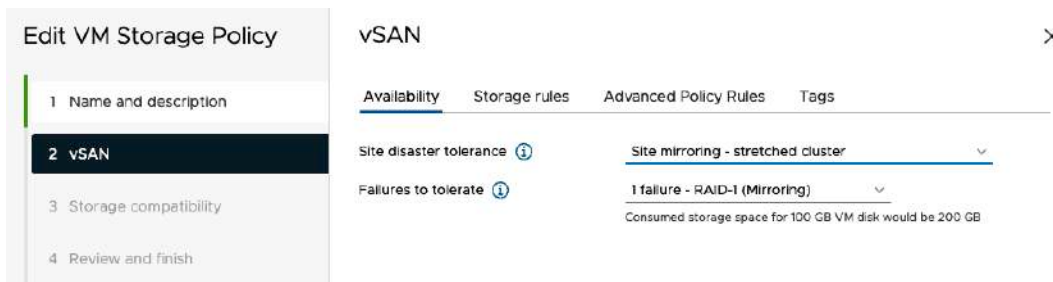 Edit VM Storage Policy
1 Name and description
2 vSAN
3 Storage compatibility
4 Review and finish
vSAN
Availability Storage rules Advanced Policy Rules Tags
Site disaster tolerance Site mirroring - stretched cluster
Failures to tolerate 1 failure - RAID-1 (Mirroring)
Consumed storage space for 100 GB VM disk would be 200 GB